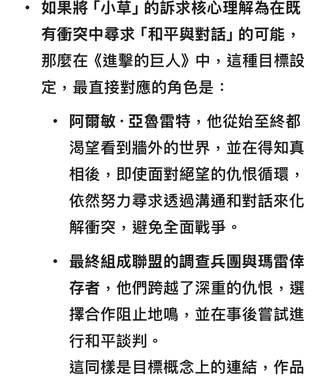 • 如果將「小草」的訴求核心理解為在既
有衝突中尋求「和平與對話」的可能，
那麼在《進擊的巨人》中，這種目標設
定，最直接對應的角色是：
• 阿爾敏·亞魯雷特，他從始至終都
渴望看到牆外的世界，並在得知真
相後，即使面對絕望的仇恨循環，
依然努力尋求透過溝通和對話來化
解衝突，避免全面戰爭。
• 最終組成聯盟的調查兵團與瑪雷倖
存者，他們跨越了深重的仇恨，選
擇合作阻止地鳴，並在事後嘗試進
行和平談判。
這同樣是目標概念上的連結，作品